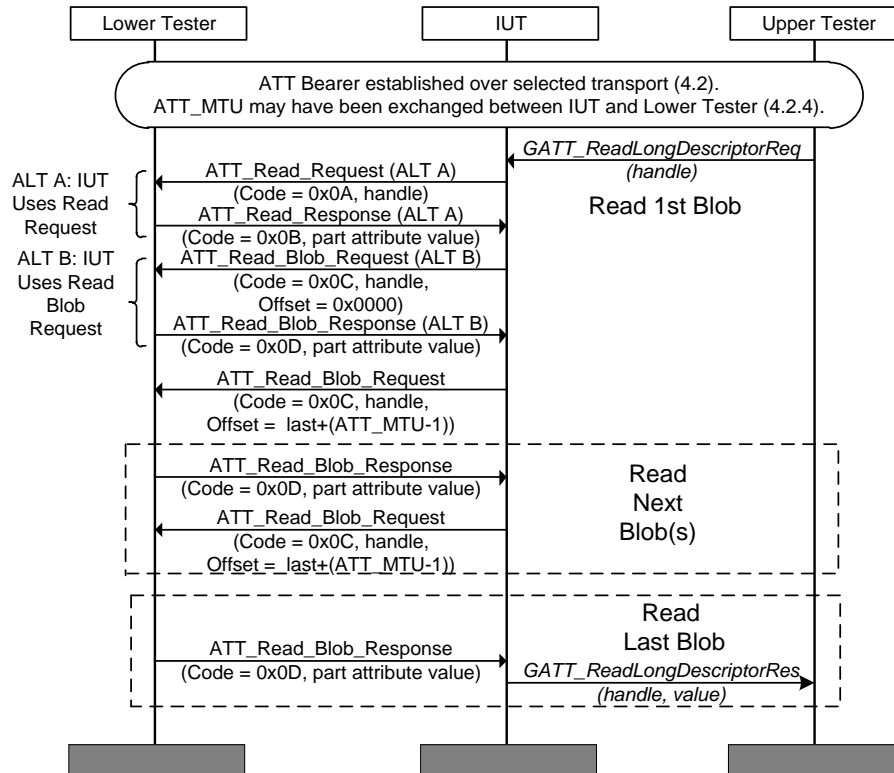 Lower Tester
IUT
Upper Tester
ATT Bearer established over selected transport (4.2).
ATT_MTU may have been exchanged between IUT and Lower Tester (4.2.4).
GATT_ReadLongDescriptorReq
(handle)
Read 1st Blob
ALT A: IUT
Uses Read
Request
ATT_Read_Request (ALT A)
(Code = 0x0A, handle)
ATT_Read_Response (ALT A)
(Code = 0x0B, part attribute value)
ALT B: IUT
Uses Read
Blob
Request
ATT_Read_Blob_Request (ALT B)
(Code = 0x0C, handle,
Offset = 0x0000)
ATT_Read_Blob_Response (ALT B)
(Code = 0x0D, part attribute value)
ATT_Read_Blob_Request
(Code = 0x0C, handle,
Offset =  last+(ATT_MTU-1))
ATT_Read_Blob_Response
(Code = 0x0D, part attribute value)
ATT_Read_Blob_Request
(Code = 0x0C, handle,
Offset =  last+(ATT_MTU-1))
Read
Next
Blob(s)
Read
Last Blob
ATT_Read_Blob_Response
(Code = 0x0D, part attribute value)
GATT_ReadLongDescriptorRes
(handle, value)